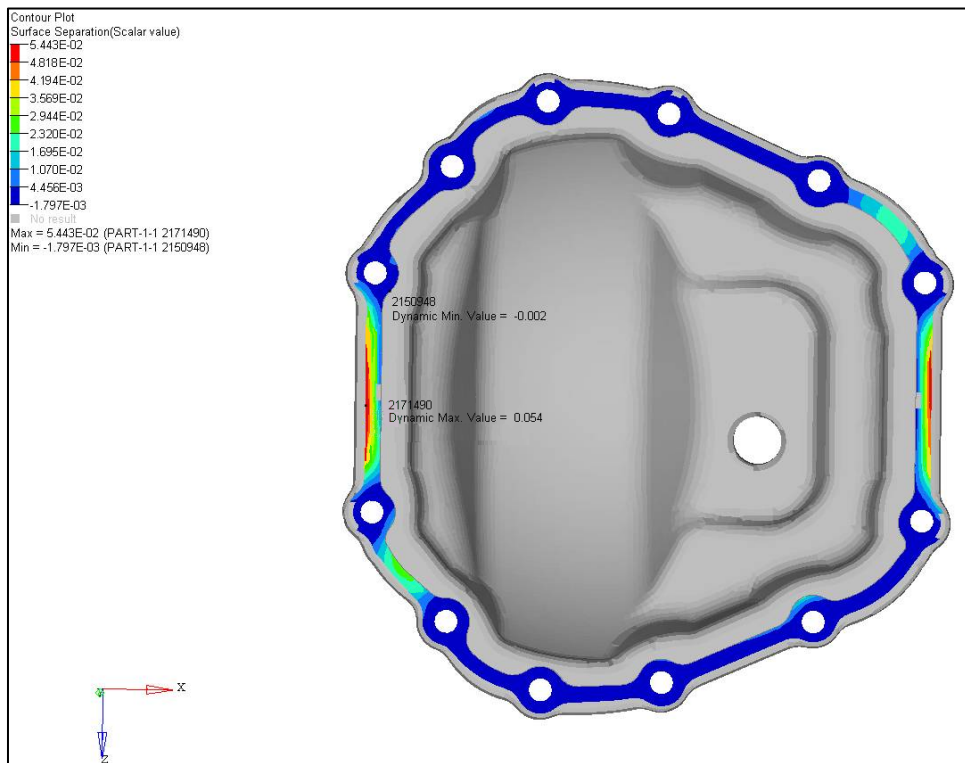 Contour Plot
Surface Separation(Scalar value)
5.443E-02
4.818E-02
4.194E-02
3.569E-02
2.944E-02
2.320E-02
1.695E-02
1.070E-02
4.456E-03
-1.797E-03
No result
Max = 5.443E-02 (PART-1-1 2171490)
Min = -1.797E-03 (PART-1-1 2150948)
2150948
Dynamic Min. Value = -0.002
2171490
Dynamic Max. Value = 0.054
X
Z